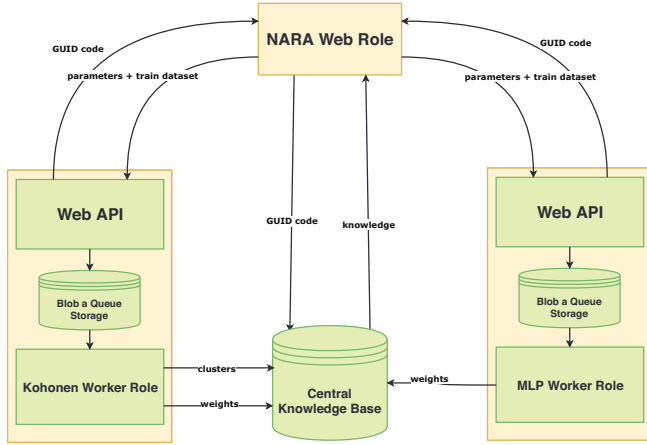 NARA Web Role
GUID code
GUID code
parameters + train dataset
parameters + train dataset
Web API
Web API
GUID code
knowledge
Blob a Queue
Storage
Blob a Queue
Storage
Kohonen Worker Role
clusters
weights
Central
Knowledge Base
weights
MLP Worker Role